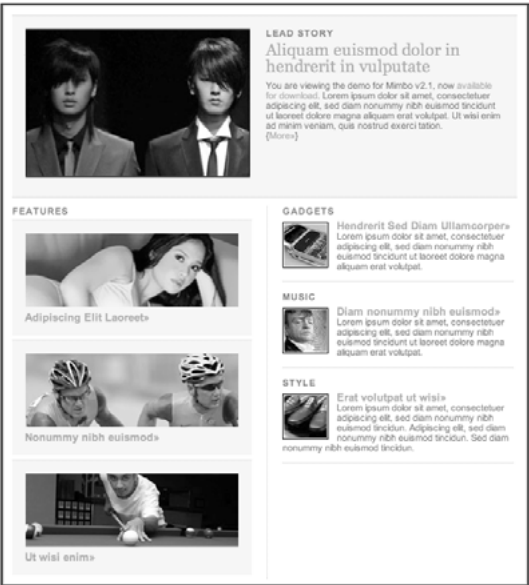 LEAD STORY
Aliquam euismod dolor in
hendrerit in vulputate
You are viewing the demo for Mimbo v2.1, now available
for download. Lorem ipsum dolor sit amet, consectetuer
adipiscing elit, sed diam nonummy nibh euismod tincidunt
ut laoreet dolore magna aliquam erat volutpat. Ut wisi enim
ad minim veniam, quis nostrud exerci tation.
{More»}
FEATURES
Adipiscing Elit Laoreet»
Nonummy nibh euismod»
Ut wisi enim»
GADGETS
Hendrerit Sed Diam Ullamcorper»
Lorem ipsum dolor sit amet, consectetuer
adipiscing elit, sed diam nonummy nibh
euismod tincidunt ut laoreet dolore magna
aliquam erat volutpat.
MUSIC
Diam nonummy nibh euismod»
Lorem ipsum dolor sit amet, consectetuer
adipiscing elit, sed diam nonummy nibh
euismod tincidunt ut laoreet dolore magna
aliquam erat volutpat.
STYLE
Erat volutpat ut wisi»
Lorem ipsum dolor sit amet, consectetuer
adipiscing elit, sed diam nonummy nibh
euismod tincidun. Adipiscing elit, sed diam
nonummy nibh euismod tincidun. Sed diam
nonummy nibh euismod tincidun.